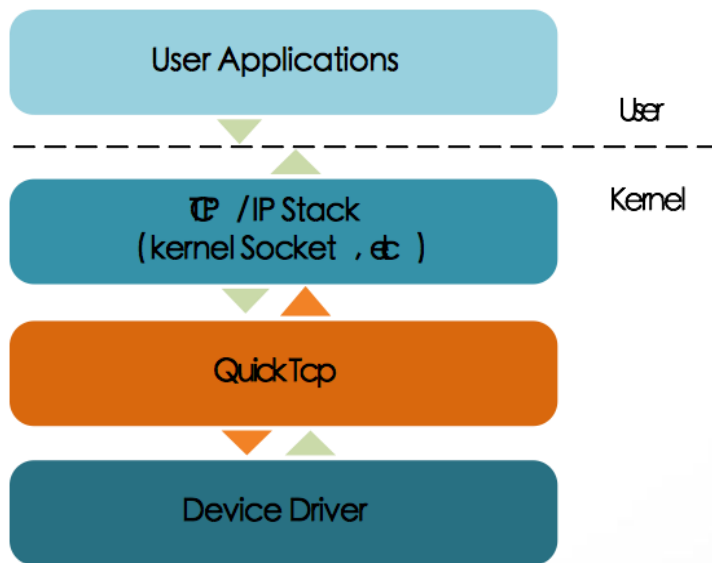 User Applications
User
Kernel
TCP / IP Stack
( kernel Socket , etc )
QuickTcp
Device Driver